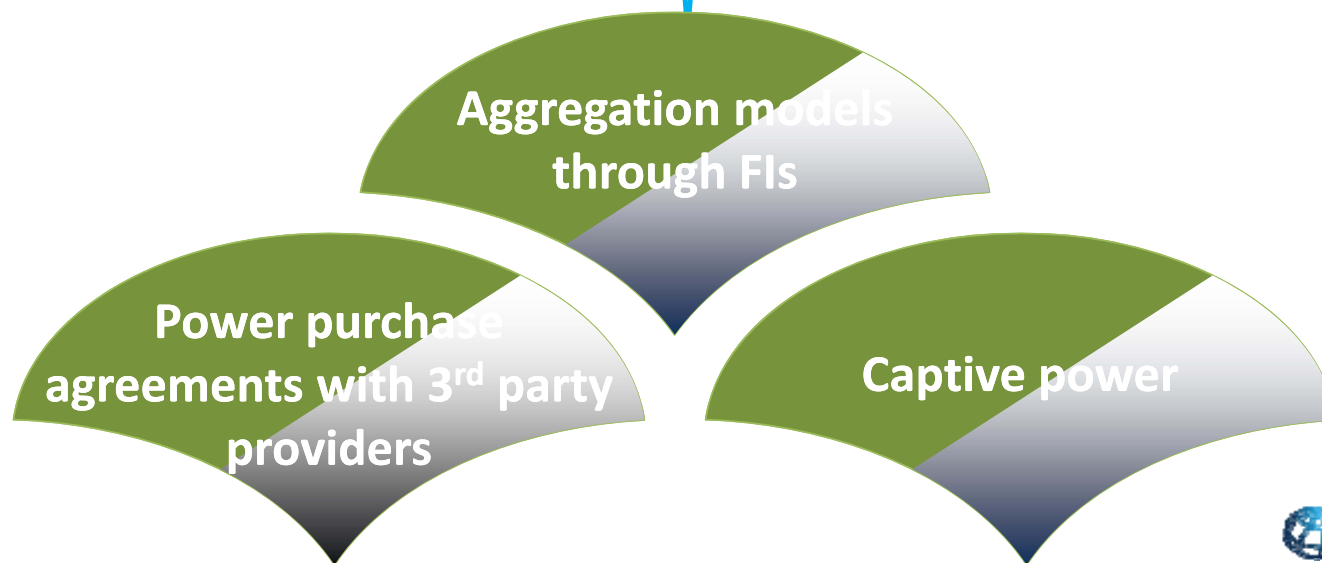 Aggregation models
through FIs
Power purchase
agreements with 3rd party
providers
Captive power